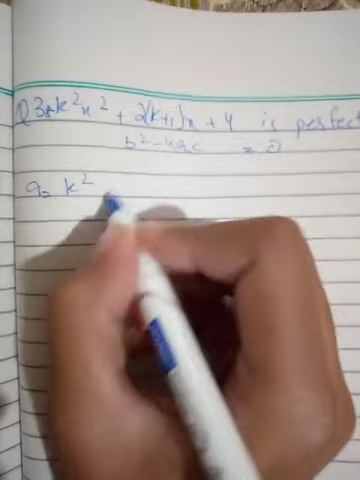 Q3:- k²x² + 2(k+1)x + 4 is perfect
b²-4ac = 0
a= k²